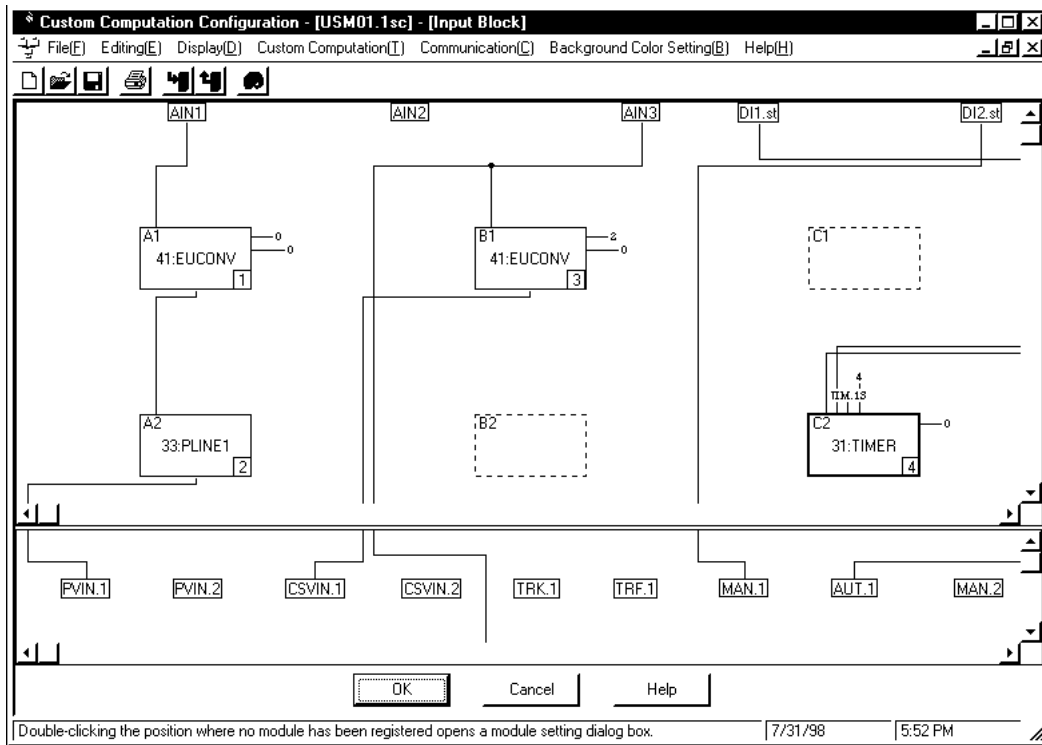 Custom Computation Configuration - [USM01.1sc] - [Input Block]
File(F) Editing(E) Display(D) Custom Computation(T) Communication(C) Background Color Setting(B) Help(H)
AIN1 AIN2 AIN3 DI1.st DI2.st
A1 B1 C1
0 2
0 0
41:EUCONV 41:EUCONV
1 3
4
TIM.13
A2 B2 C2
0
33:PLINE1 31:TIMER
2 4
PVIN.1 PVIN.2 CSVIN.1 CSVIN.2 TRK.1 TRF.1 MAN.1 AUT.1 MAN.2
OK Cancel Help
Double-clicking the position where no module has been registered opens a module setting dialog box. 7/31/98 5:52 PM